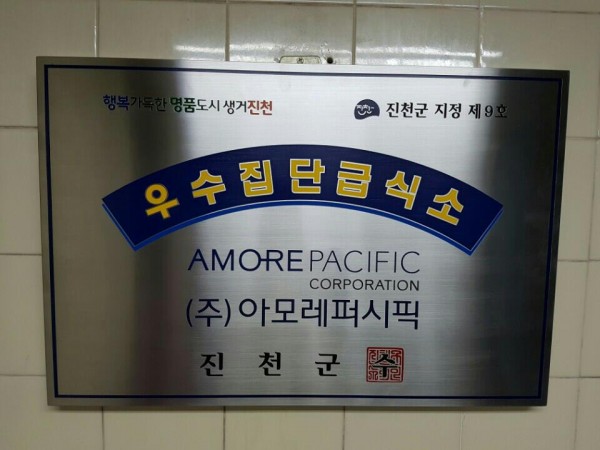 행복가득한 명품도시 생거진천
진천군 지정 제9호
우수집단급식소
AMOREPACIFIC
CORPORATION
(주)아모레퍼시픽
진천군